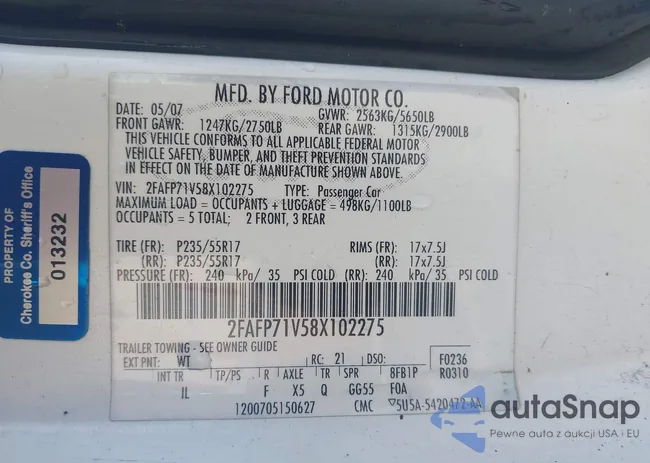 MFD. BY FORD MOTOR CO.
DATE: 05/07 GVWR: 2563KG/5650LB
FRONT GAWR: 1247KG/2750LB REAR GAWR: 1315KG/2900LB
THIS VEHICLE CONFORMS TO ALL APPLICABLE FEDERAL MOTOR
VEHICLE SAFETY, BUMPER, AND THEFT PREVENTION STANDARDS
IN EFFECT ON THE DATE OF MANUFACTURE SHOWN ABOVE.
VIN: 2FAFP71V58X102275 TYPE: Passenger Car
MAXIMUM LOAD = OCCUPANTS + LUGGAGE = 498KG/1100LB
OCCUPANTS = 5 TOTAL; 2 FRONT, 3 REAR
TIRE (FR): P235/55R17 RIMS (FR): 17x7.5J
(RR): P235/55R17 (RR): 17x7.5J
PRESSURE (FR): 240 kPa/ 35 PSI COLD (RR): 240 kPa/ 35 PSI COLD
2FAFP71V58X102275
TRAILER TOWING - SEE OWNER GUIDE
EXT PNT: WT RC: 21 DSO: F0236
INT TR TP/PS R AXLE TR SPR 8FB1P R0310
IL F X5 Q GG55 FOA
1200705150627 CMC ▽5U5A-5420472-AA
PROPERTY OF
Cherokee Co. Sheriff's Office
013232
autoSnap
Pewne auta z aukcji USA i EU